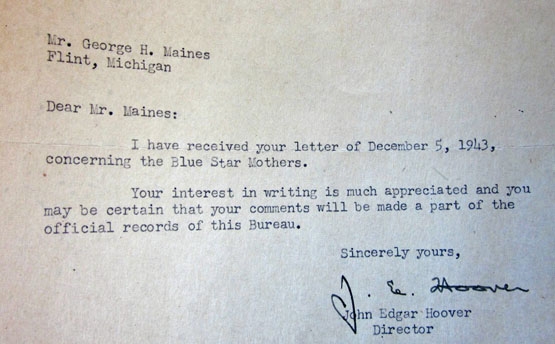 Mr. George H. Maines
Flint, Michigan
Dear Mr. Maines:
I have received your letter of December 5, 1943,
concerning the Blue Star Mothers.
Your interest in writing is much appreciated and you
may be certain that your comments will be made a part of the
official records of this Bureau.
Sincerely yours,
J. E. Hoover
John Edgar Hoover
Director